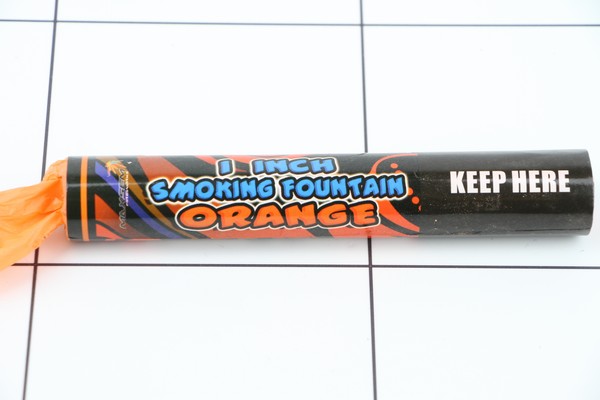 1 INCH
SMOKING FOUNTAIN
ORANGE
KEEP HERE